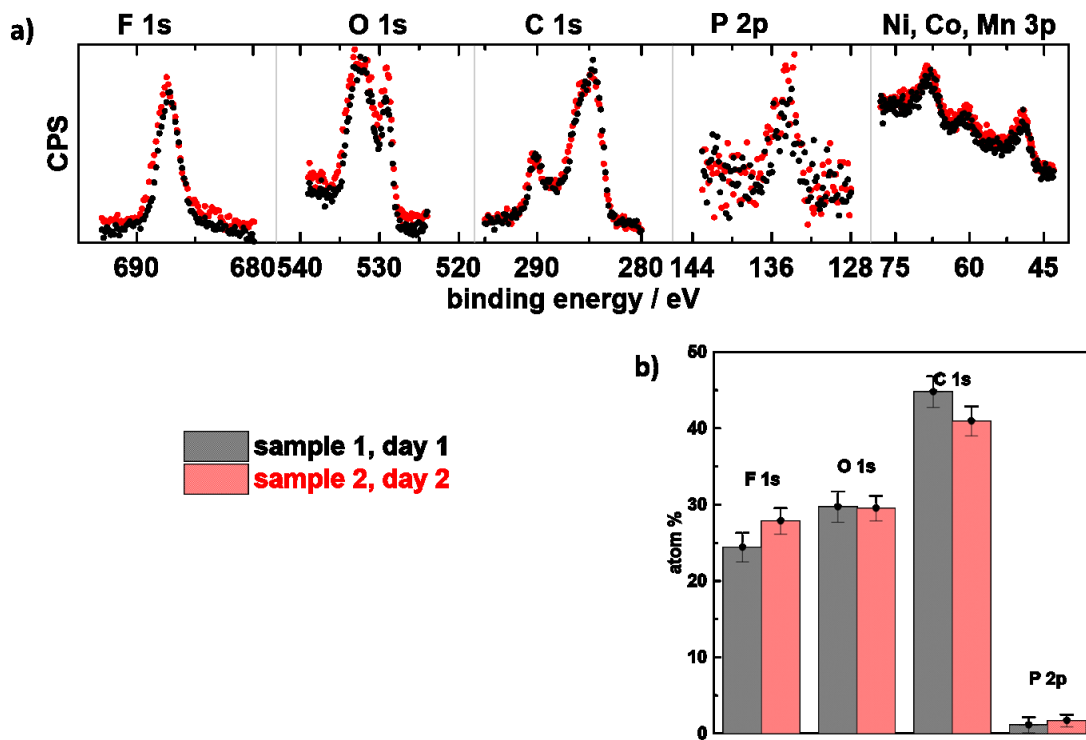 a)
F 1s O 1s C 1s P 2p Ni, Co, Mn 3p
CPS
690 680 540 530 520 290 280 144 136 128 75 60 45
binding energy / eV
b)
sample 1, day 1
sample 2, day 2
50
40
30
20
10
0
atom %
F 1s
O 1s
C 1s
P 2p